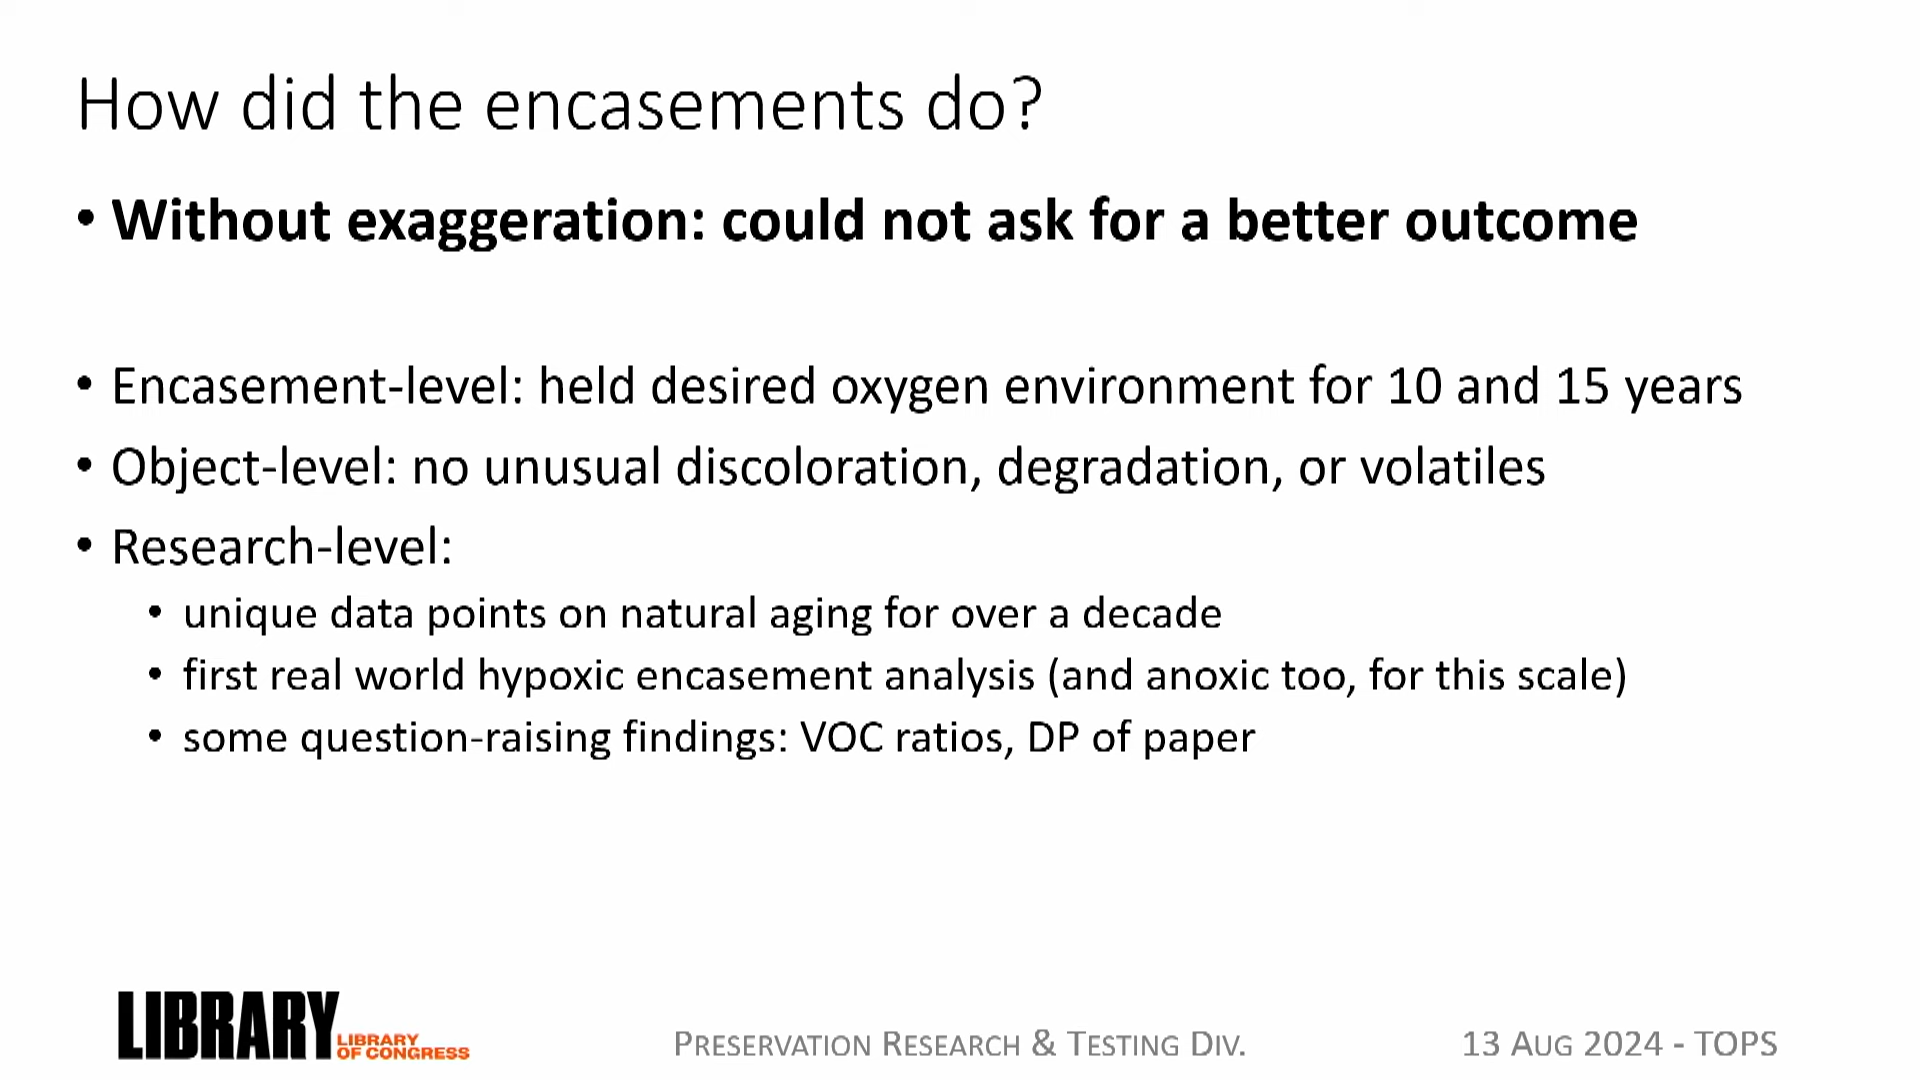 How did the encasements do?
• Without exaggeration: could not ask for a better outcome
• Encasement-level: held desired oxygen environment for 10 and 15 years
• Object-level: no unusual discoloration, degradation, or volatiles
• Research-level:
• unique data points on natural aging for over a decade
• first real world hypoxic encasement analysis (and anoxic too, for this scale)
• some question-raising findings: VOC ratios, DP of paper
LIBRARY
LIBRARY
OF CONGRESS
PRESERVATION RESEARCH & TESTING DIV.
13 AUG 2024 - TOPS